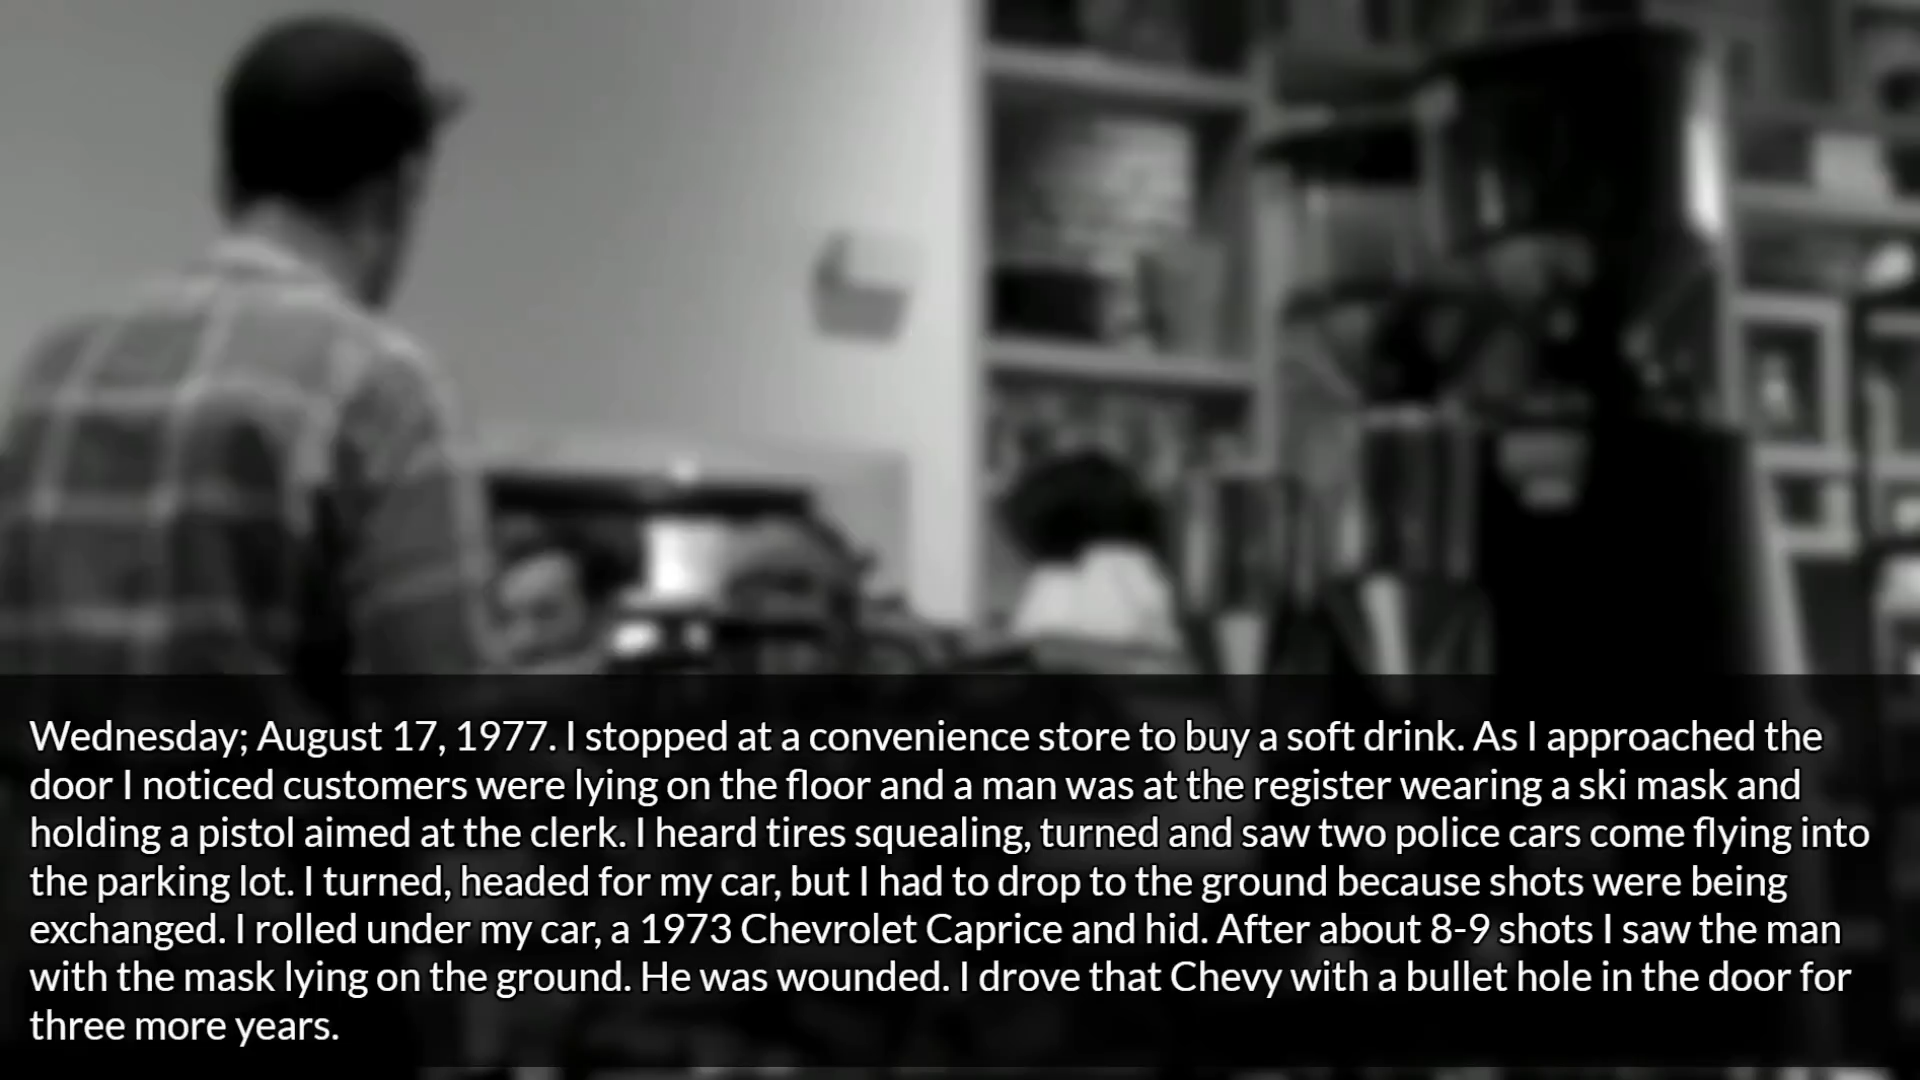 Wednesday; August 17, 1977. I stopped at a convenience store to buy a soft drink. As I approached the
door I noticed customers were lying on the floor and a man was at the register wearing a ski mask and
holding a pistol aimed at the clerk. I heard tires squealing, turned and saw two police cars come flying into
the parking lot. I turned, headed for my car, but I had to drop to the ground because shots were being
exchanged. I rolled under my car, a 1973 Chevrolet Caprice and hid. After about 8-9 shots I saw the man
with the mask lying on the ground. He was wounded. I drove that Chevy with a bullet hole in the door for
three more years.